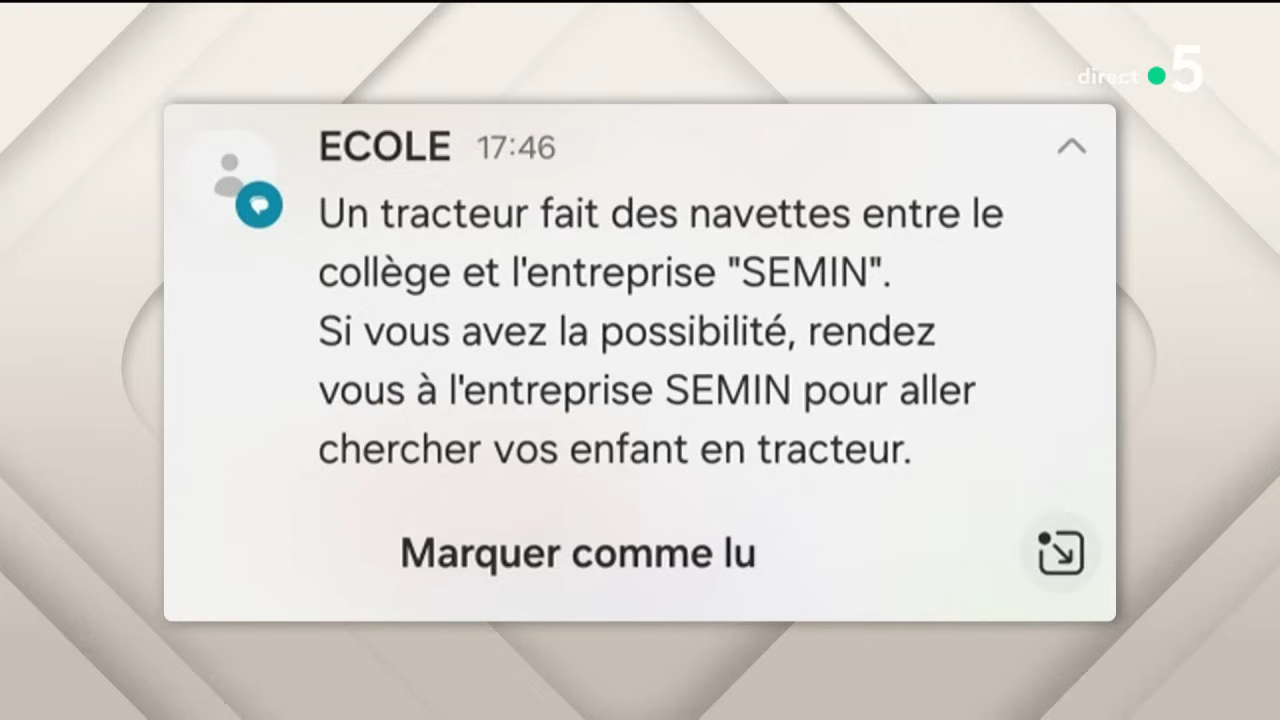 direct 5
ECOLE 17:46
Un tracteur fait des navettes entre le
collège et l'entreprise "SEMIN".
Si vous avez la possibilité, rendez
vous à l'entreprise SEMIN pour aller
chercher vos enfant en tracteur.
Marquer comme lu